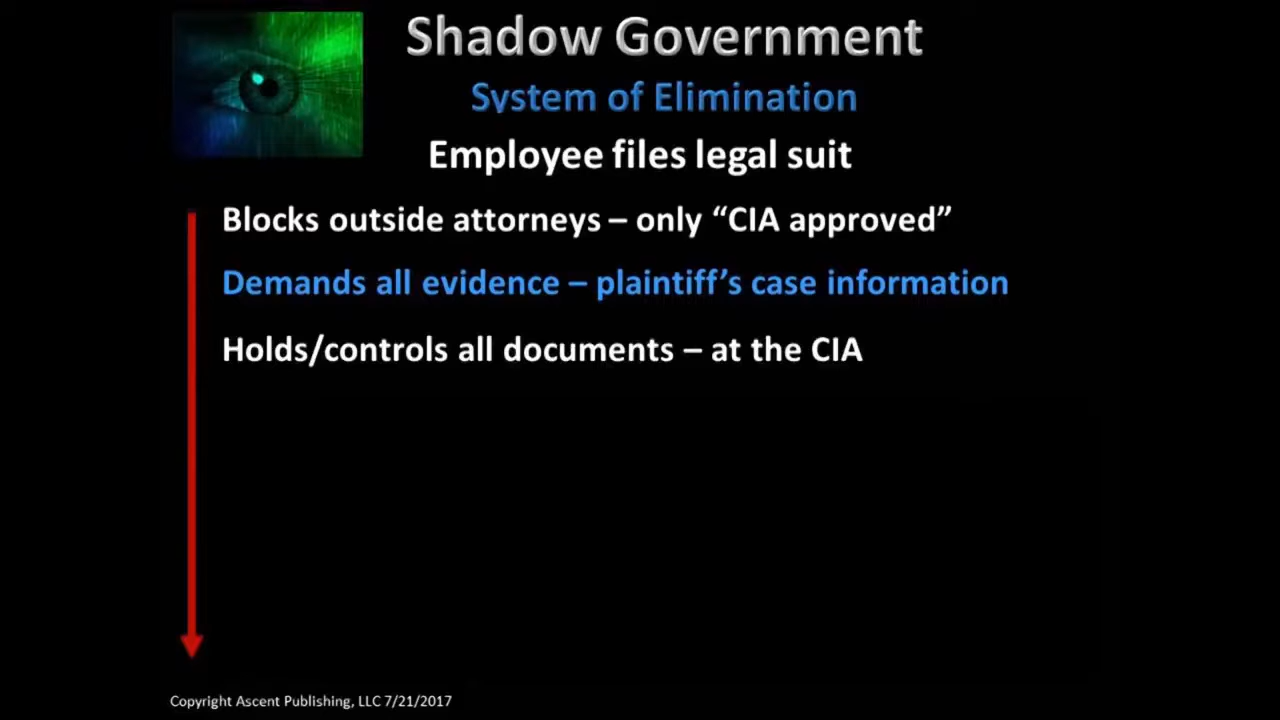 Shadow Government
System of Elimination
Employee files legal suit
Blocks outside attorneys – only “CIA approved”
Demands all evidence – plaintiff’s case information
Holds/controls all documents – at the CIA
Copyright Ascent Publishing, LLC 7/21/2017